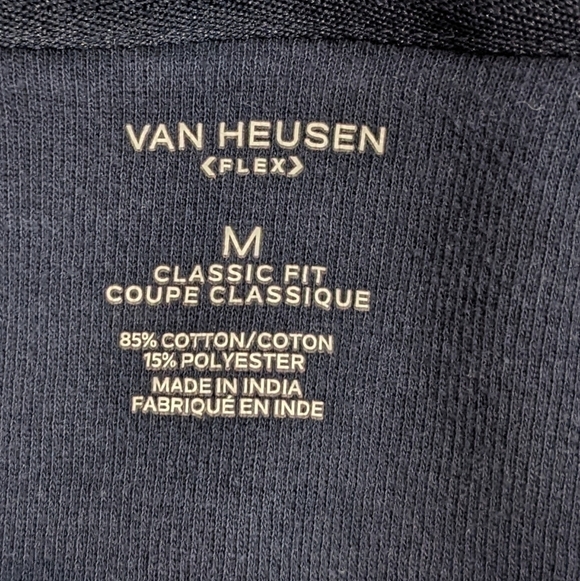 VAN HEUSEN
<FLEX>
M
CLASSIC FIT
COUPE CLASSIQUE
85% COTTON/COTON
15% POLYESTER
MADE IN INDIA
FABRIQUÉ EN INDE